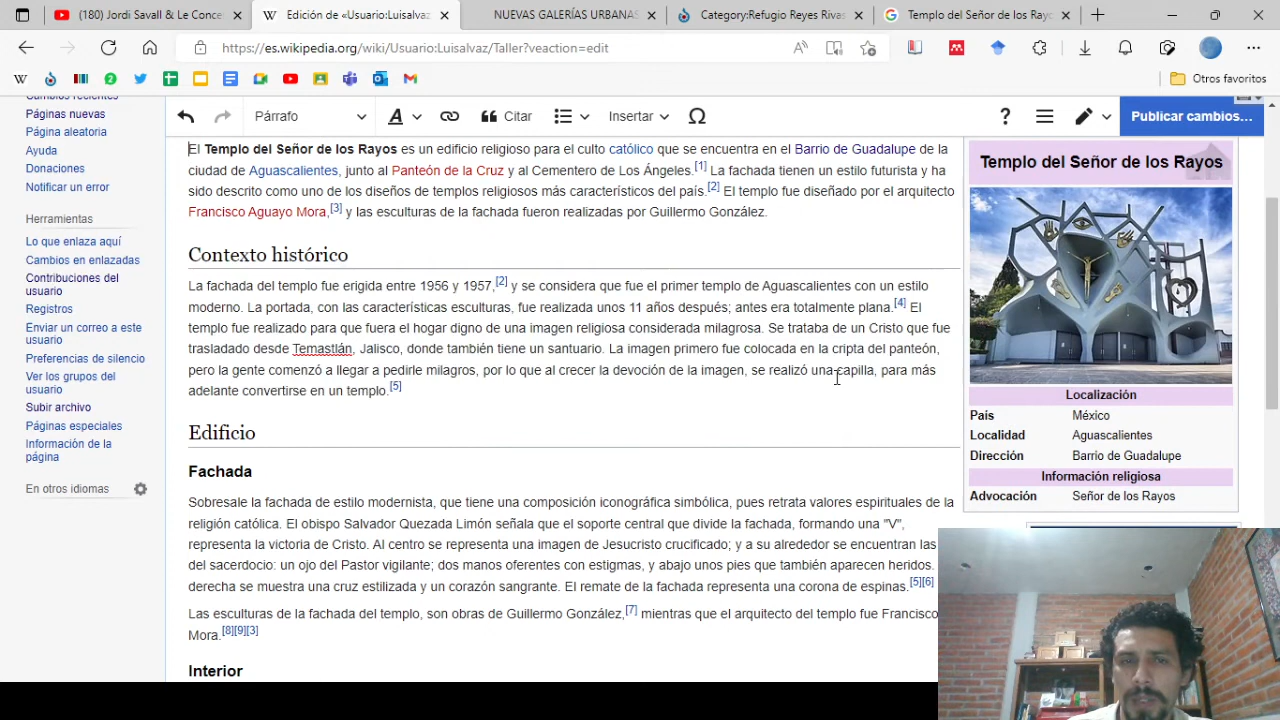 (180) Jordi Savall & Le Conce
Edición de «Usuario:Luisalvaz
NUEVAS GALERÍAS URBANAS
Category:Refugio Reyes Rivas
Templo del Señor de los Rayo
https://es.wikipedia.org/wiki/Usuario:Luisalvaz/Taller?veaction=edit
Otros favoritos
Cambios recientes
Páginas nuevas
Página aleatoria
Ayuda
Donaciones
Notificar un error
Herramientas
Lo que enlaza aquí
Cambios en enlazadas
Contribuciones del
usuario
Registros
Enviar un correo a este
usuario
Preferencias de silencio
Ver los grupos del
usuario
Subir archivo
Páginas especiales
Información de la
página
En otros idiomas
Párrafo
A
Citar
Insertar
Ω
?
Publicar cambios...
El Templo del Señor de los Rayos es un edificio religioso para el culto católico que se encuentra en el Barrio de Guadalupe de la
ciudad de Aguascalientes, junto al Panteón de la Cruz y al Cementero de Los Ángeles.[1] La fachada tienen un estilo futurista y ha
sido descrito como uno de los diseños de templos religiosos más característicos del país.[2] El templo fue diseñado por el arquitecto
Francisco Aguayo Mora,[3] y las esculturas de la fachada fueron realizadas por Guillermo González.
Contexto histórico
La fachada del templo fue erigida entre 1956 y 1957,[2] y se considera que fue el primer templo de Aguascalientes con un estilo
moderno. La portada, con las características esculturas, fue realizada unos 11 años después; antes era totalmente plana.[4] El
templo fue realizado para que fuera el hogar digno de una imagen religiosa considerada milagrosa. Se trataba de un Cristo que fue
trasladado desde Temastlán, Jalisco, donde también tiene un santuario. La imagen primero fue colocada en la cripta del panteón,
pero la gente comenzó a llegar a pedirle milagros, por lo que al crecer la devoción de la imagen, se realizó una capilla, para más
adelante convertirse en un templo.[5]
Edificio
Fachada
Sobresale la fachada de estilo modernista, que tiene una composición iconográfica simbólica, pues retrata valores espirituales de la
religión católica. El obispo Salvador Quezada Limón señala que el soporte central que divide la fachada, formando una "V",
representa la victoria de Cristo. Al centro se representa una imagen de Jesucristo crucificado; y a su alrededor se encuentran las
del sacerdocio: un ojo del Pastor vigilante; dos manos oferentes con estigmas, y abajo unos pies que también aparecen heridos.
derecha se muestra una cruz estilizada y un corazón sangrante. El remate de la fachada representa una corona de espinas.[5][6]
Las esculturas de la fachada del templo, son obras de Guillermo González,[7] mientras que el arquitecto del templo fue Francisco
Mora.[8][9][3]
Interior
Templo del Señor de los Rayos
Localización
País México
Localidad Aguascalientes
Dirección Barrio de Guadalupe
Información religiosa
Advocación Señor de los Rayos